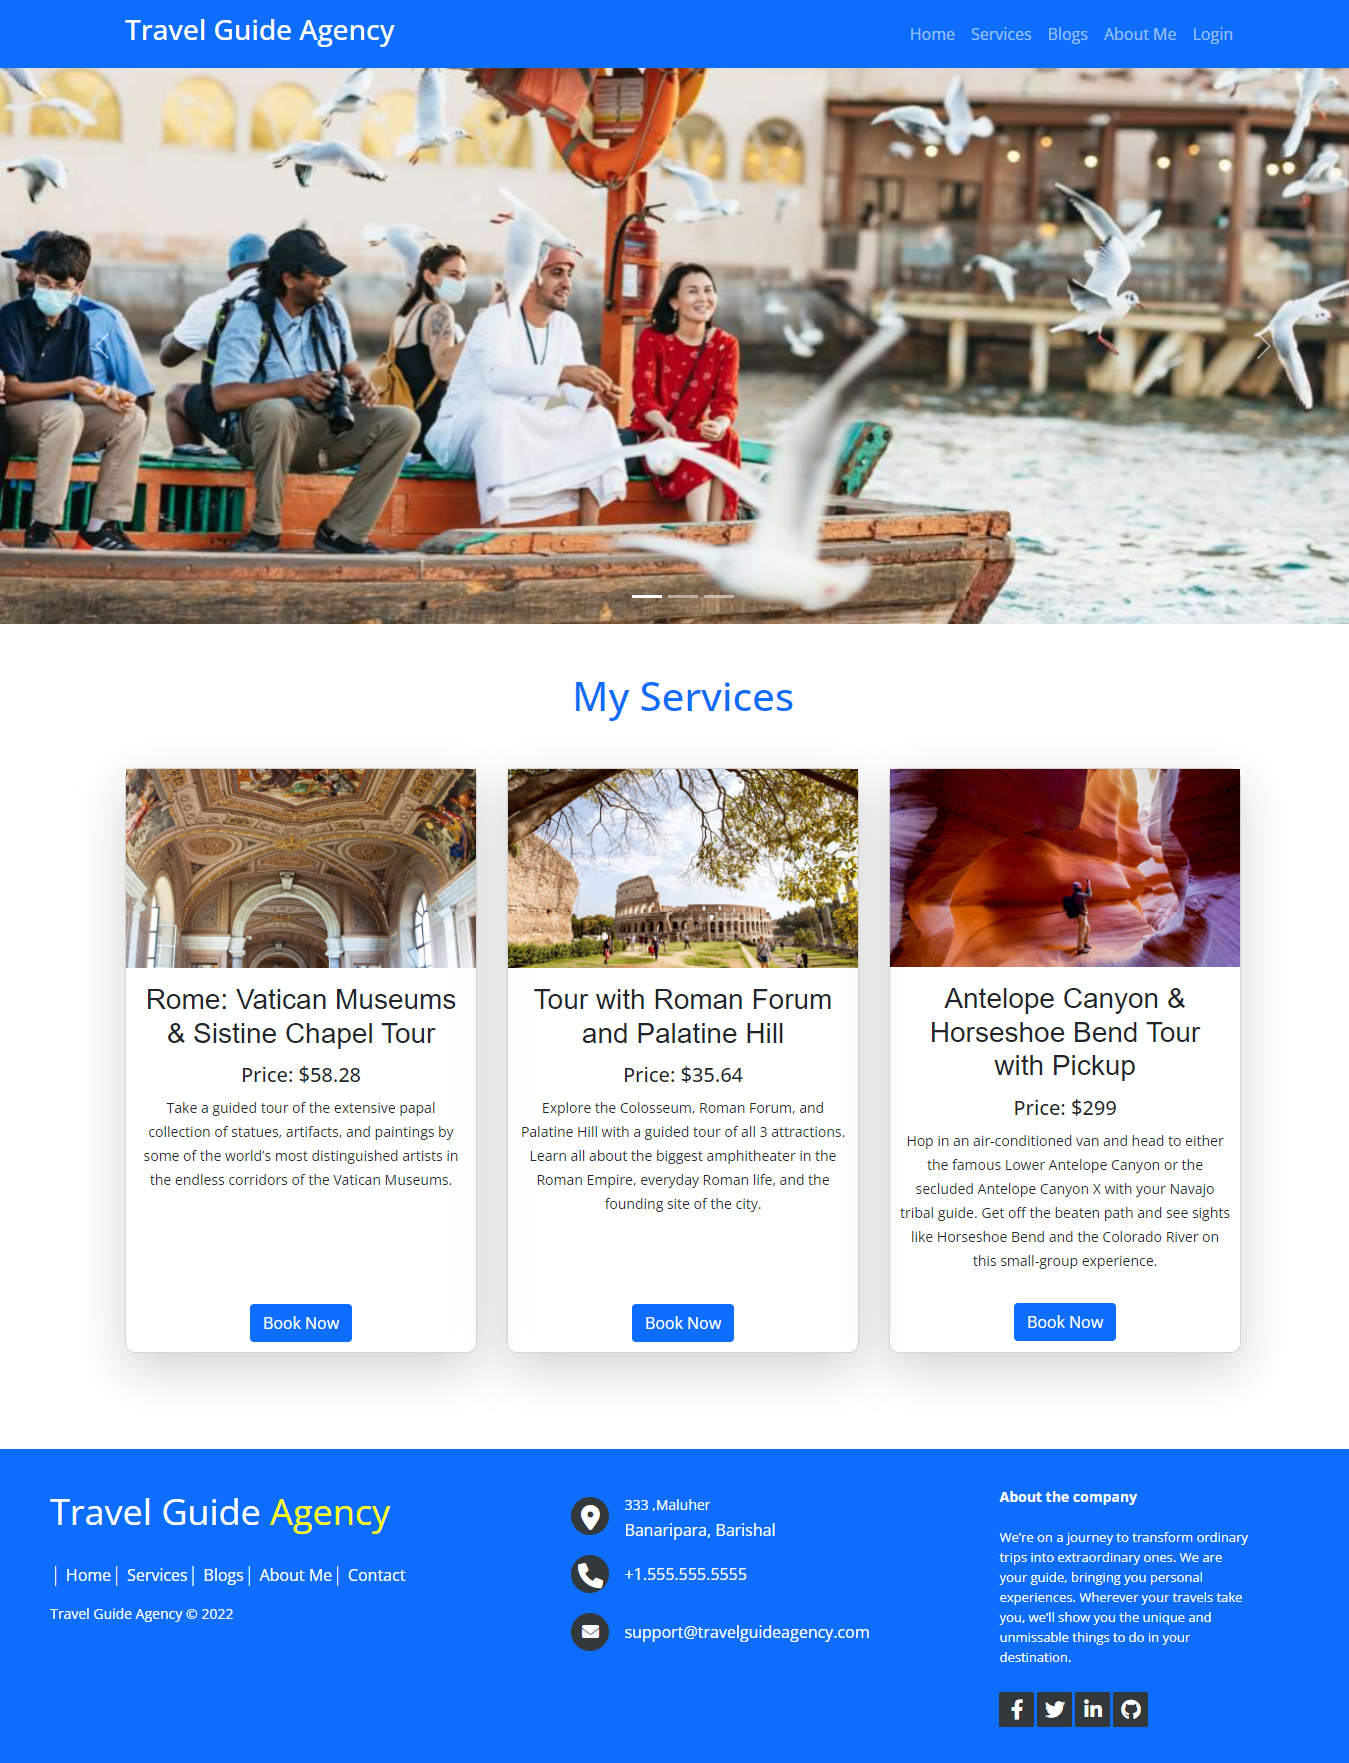 Travel Guide Agency
Home Services Blogs About Me Login
My Services
Rome: Vatican Museums
& Sistine Chapel Tour
Price: $58.28
Take a guided tour of the extensive papal
collection of statues, artifacts, and paintings by
some of the world’s most distinguished artists in
the endless corridors of the Vatican Museums.
Book Now
Tour with Roman Forum
and Palatine Hill
Price: $35.64
Explore the Colosseum, Roman Forum, and
Palatine Hill with a guided tour of all 3 attractions.
Learn all about the biggest amphitheater in the
Roman Empire, everyday Roman life, and the
founding site of the city.
Book Now
Antelope Canyon &
Horseshoe Bend Tour
with Pickup
Price: $299
Hop in an air-conditioned van and head to either
the famous Lower Antelope Canyon or the
secluded Antelope Canyon X with your Navajo
tribal guide. Get off the beaten path and see sights
like Horseshoe Bend and the Colorado River on
this small-group experience.
Book Now
Travel Guide Agency
| Home | Services | Blogs | About Me | Contact
Travel Guide Agency © 2022
333 ,Maluher
Banaripara, Barishal
+1.555.555.5555
support@travelguideagency.com
About the company
We’re on a journey to transform ordinary
trips into extraordinary ones. We are
your guide, bringing you personal
experiences. Wherever your travels take
you, we’ll show you the unique and
unmissable things to do in your
destination.